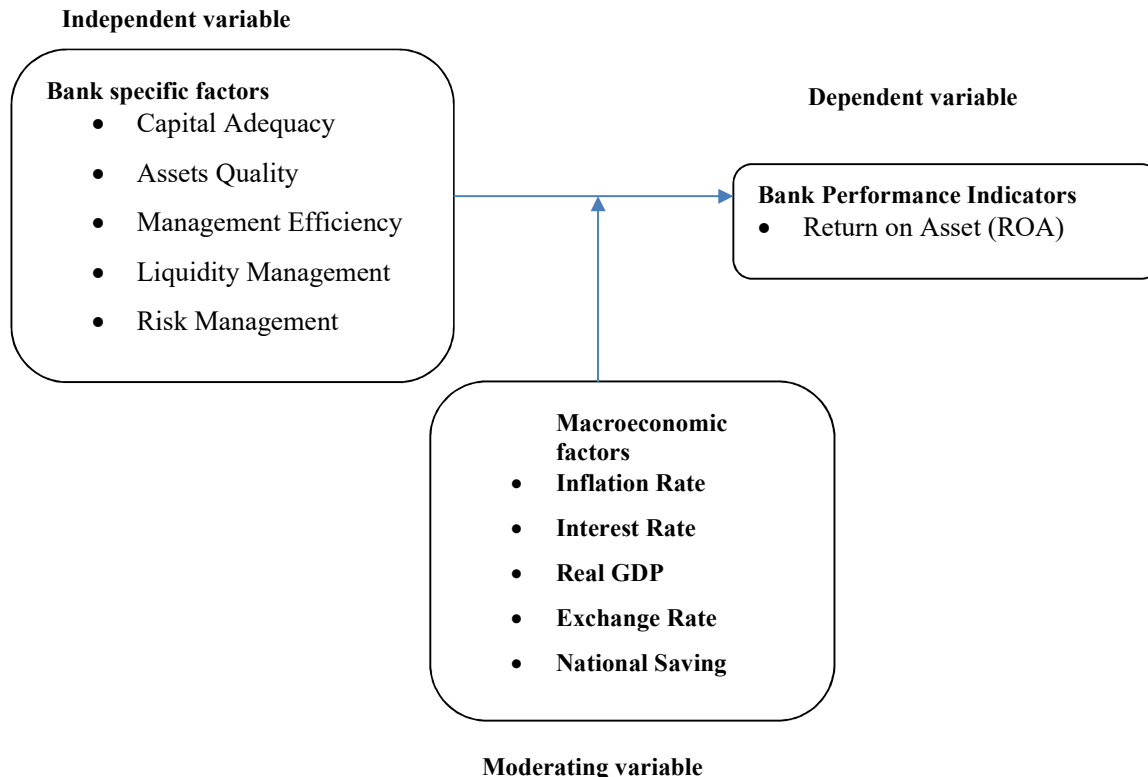 Independent variable
Bank specific factors
• Capital Adequacy
• Assets Quality
• Management Efficiency
• Liquidity Management
• Risk Management
Dependent variable
Bank Performance Indicators
• Return on Asset (ROA)
Macroeconomic
factors
• Inflation Rate
• Interest Rate
• Real GDP
• Exchange Rate
• National Saving
Moderating variable